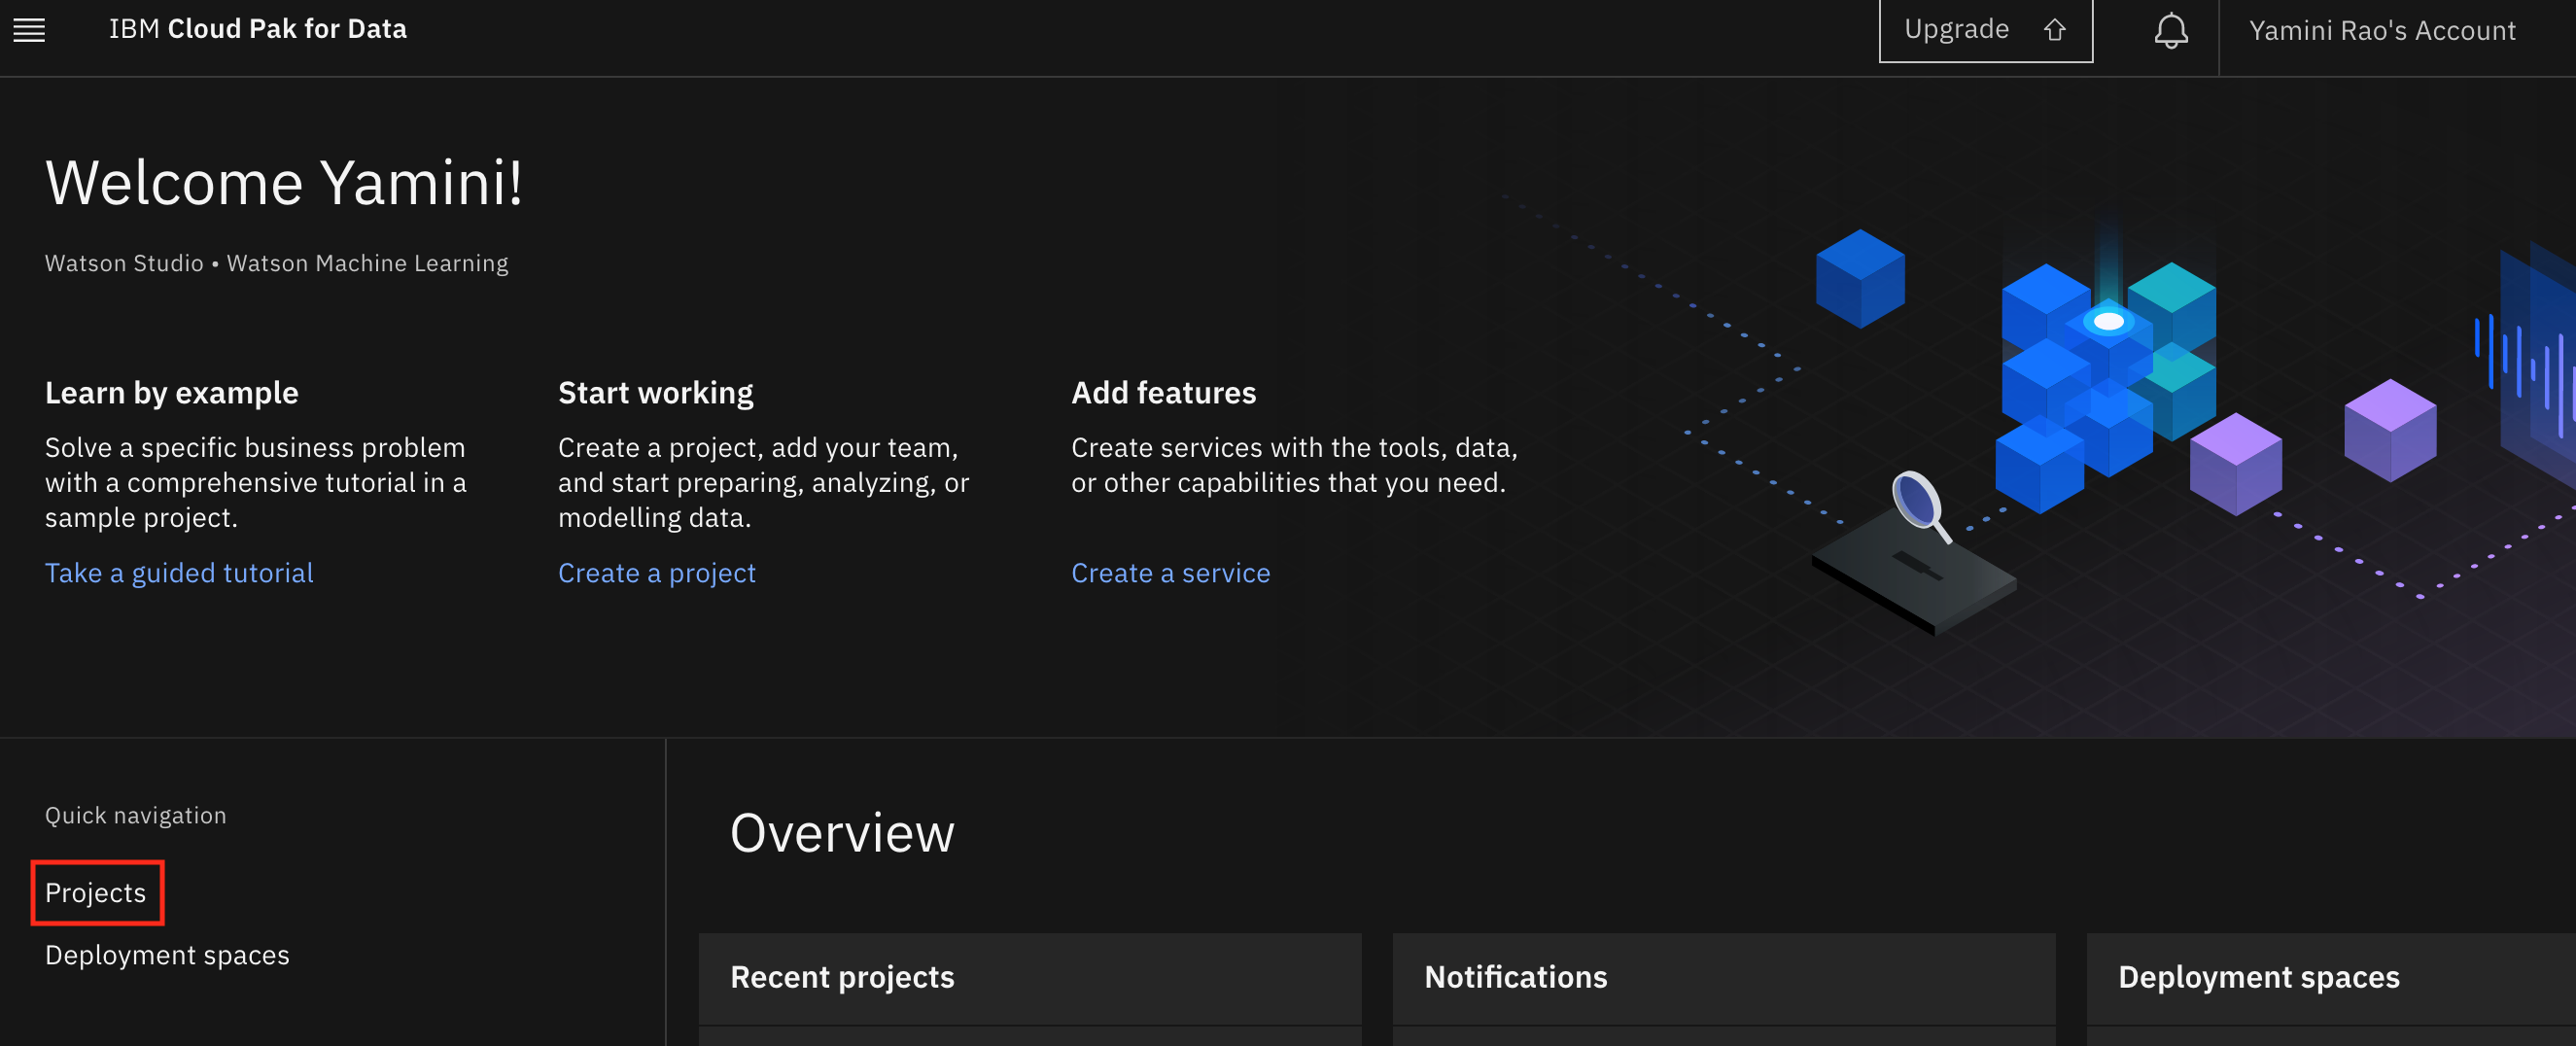 IBM Cloud Pak for Data
Upgrade
Yamini Rao's Account
Welcome Yamini!
Watson Studio • Watson Machine Learning
Learn by example
Solve a specific business problem
with a comprehensive tutorial in a
sample project.
Take a guided tutorial
Start working
Create a project, add your team,
and start preparing, analyzing, or
modelling data.
Create a project
Add features
Create services with the tools, data,
or other capabilities that you need.
Create a service
Quick navigation
Projects
Deployment spaces
Overview
Recent projects
Notifications
Deployment spaces